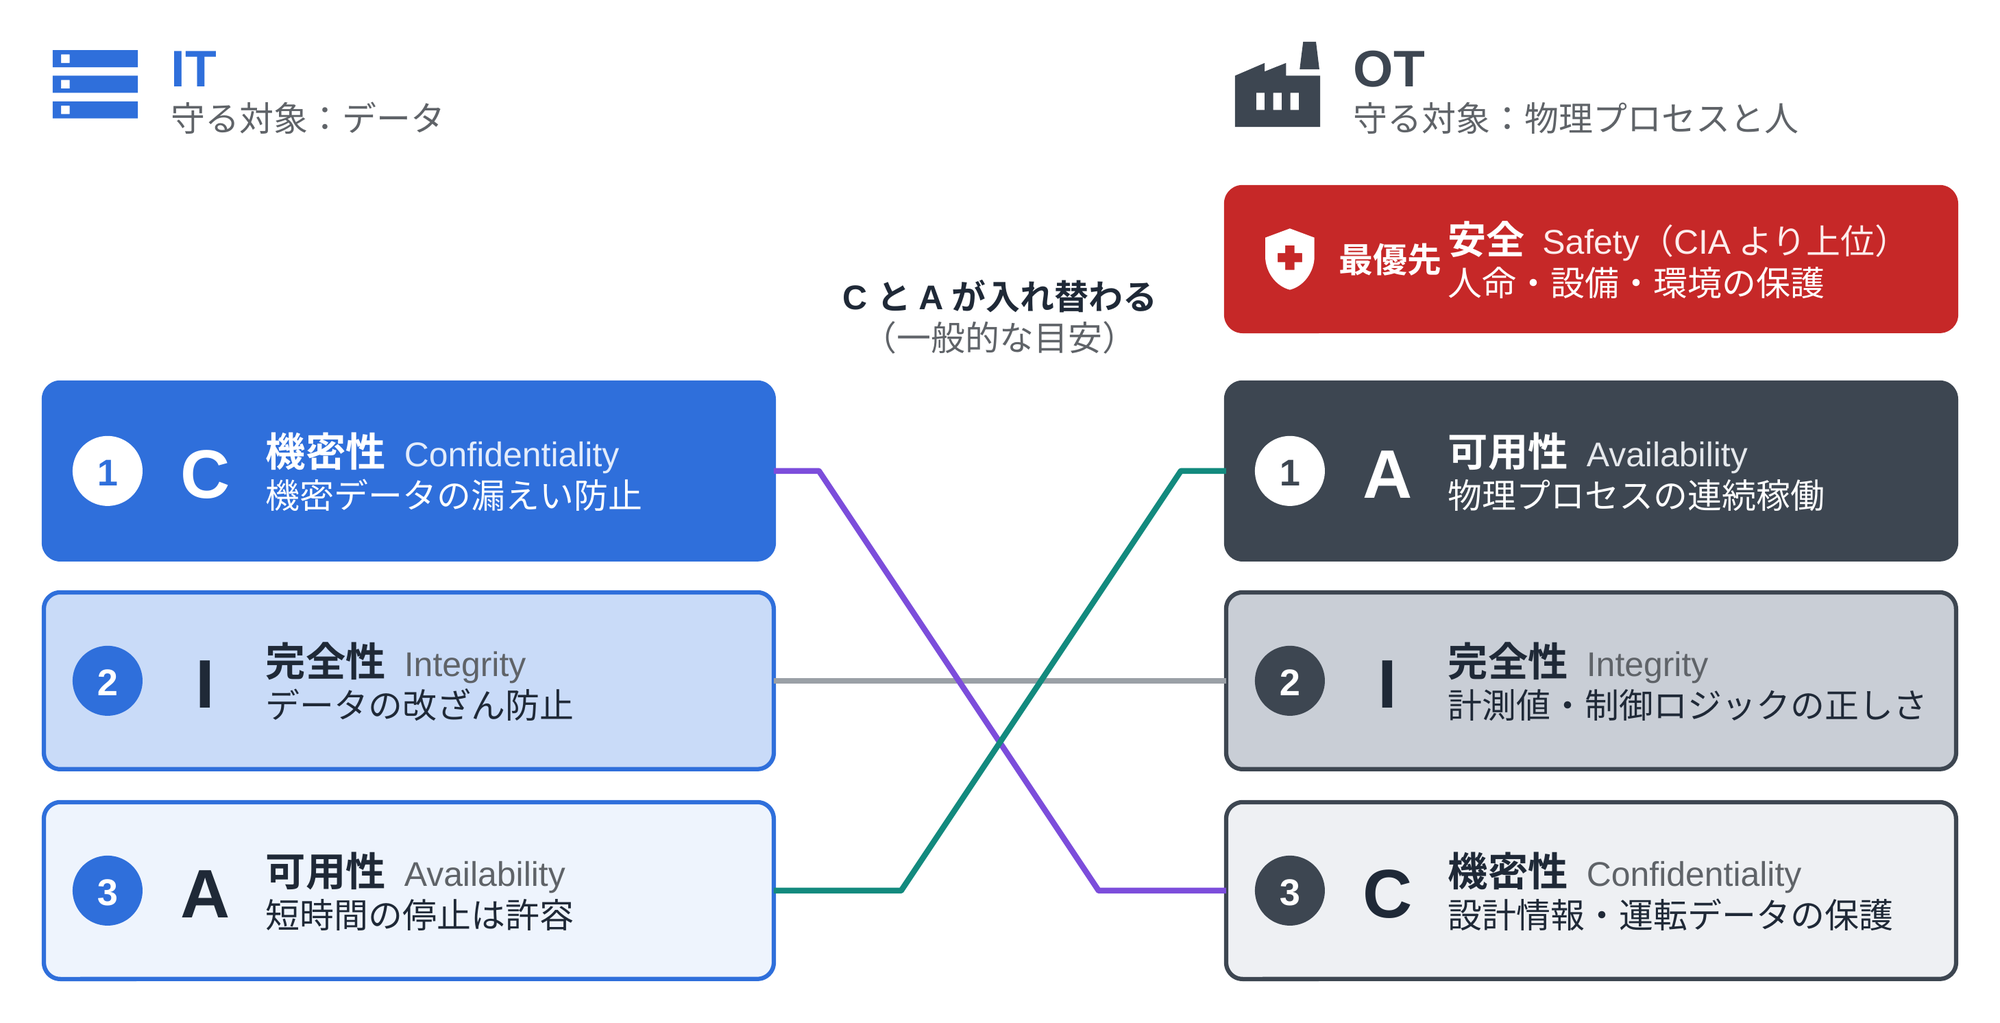 IT
守る対象：データ
OT
守る対象：物理プロセスと人
最優先
安全 Safety（CIA より上位）
人命・設備・環境の保護
C と A が入れ替わる
（一般的な目安）
1 C 機密性 Confidentiality
機密データの漏えい防止
2 I 完全性 Integrity
データの改ざん防止
3 A 可用性 Availability
短時間の停止は許容
1 A 可用性 Availability
物理プロセスの連続稼働
2 I 完全性 Integrity
計測値・制御ロジックの正しさ
3 C 機密性 Confidentiality
設計情報・運転データの保護